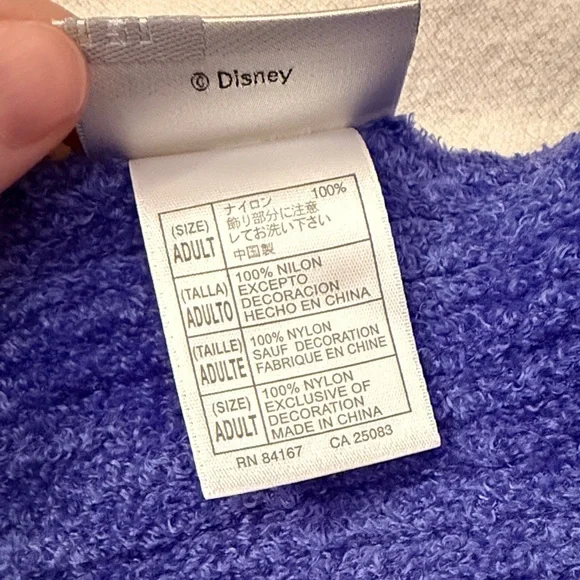 © Disney
(SIZE)
ADULT
ナイロン 100%
飾り部分に注意
してお洗い下さい
中国製
(TALLA)
ADULTO
100% NILON
EXCEPTO
DECORACION
HECHO EN CHINA
(TAILLE)
ADULTE
100% NYLON
SAUF DECORATION
FABRIQUE EN CHINE
(SIZE)
ADULT
100% NYLON
EXCLUSIVE OF
DECORATION
MADE IN CHINA
RN 84167 CA 25083